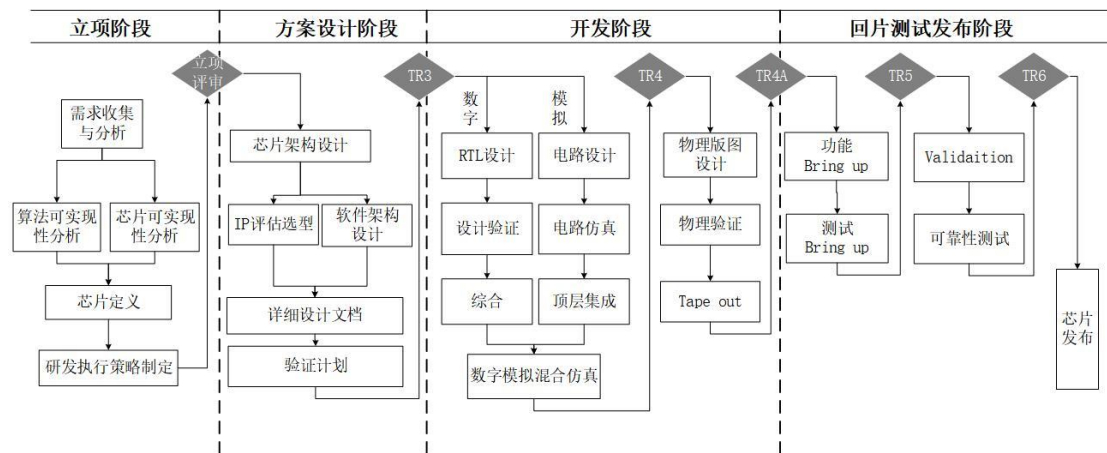 立项阶段
方案设计阶段
开发阶段
回片测试发布阶段
立项
评审
需求收集
与分析
算法可实现
性分析
芯片可实现
性分析
芯片定义
研发执行策略制定
TR3
芯片架构设计
IP评估选型
软件架构
设计
详细设计文档
验证计划
数
字
模
拟
RTL设计
电路设计
设计验证
电路仿真
综合
顶层集成
数字模拟混合仿真
TR4
物理版图
设计
物理验证
Tape out
TR4A
功能
Bring up
测试
Bring up
TR5
Validaition
可靠性测试
TR6
芯片
发布